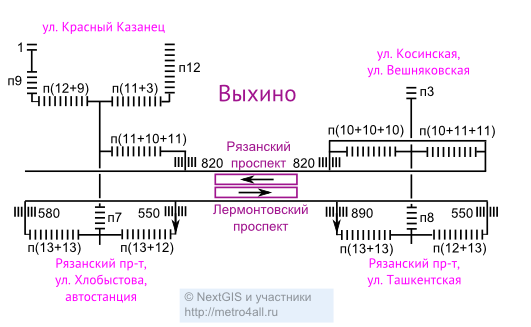 ул. Красный Казанец
1
п9
п12
п(12+9)
п(11+3)
ул. Косинская,
ул. Вешняковская
п3
Выхино
п(11+10+11)
п(10+10+10)
п(10+11+11)
820
Рязанский
проспект
820
580
п7
550
Лермонтовский
проспект
890
п8
550
п(13+13)
п(13+12)
п(13+13)
п(12+13)
Рязанский пр-т,
ул. Хлобыстова,
автостанция
Рязанский пр-т,
ул. Ташкентская
© NextGIS и участники
http://metro4all.ru